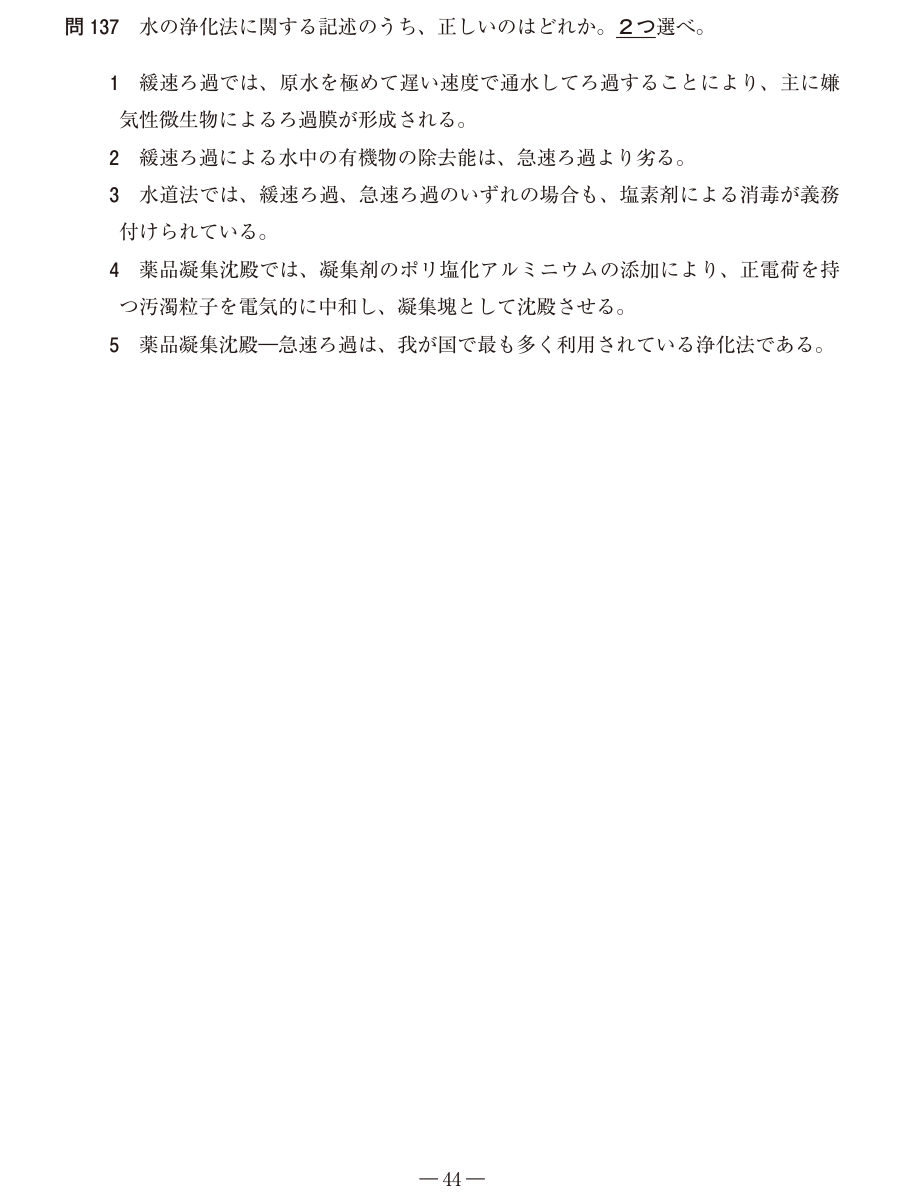 問 137　水の浄化法に関する記述のうち、正しいのはどれか。２つ選べ。
1　緩速ろ過では、原水を極めて遅い速度で通水してろ過することにより、主に嫌
気性微生物によるろ過膜が形成される。
2　緩速ろ過による水中の有機物の除去能は、急速ろ過より劣る。
3　水道法では、緩速ろ過、急速ろ過のいずれの場合も、塩素剤による消毒が義務
付けられている。
4　薬品凝集沈殿では、凝集剤のポリ塩化アルミニウムの添加により、正電荷を持
つ汚濁粒子を電気的に中和し、凝集塊として沈殿させる。
5　薬品凝集沈殿―急速ろ過は、我が国で最も多く利用されている浄化法である。
― 44 ―